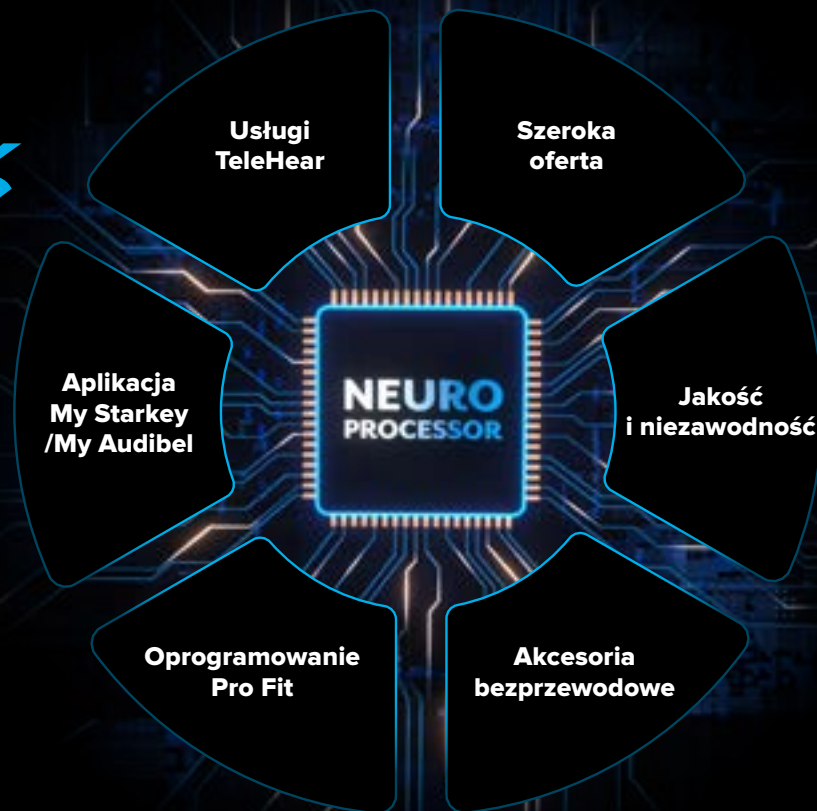 Usługi
TeleHear
Szeroka
oferta
Aplikacja
My Starkey
/My Audibel
NEURO
PROCESSOR
Jakość
i niezawodność
Oprogramowanie
Pro Fit
Akcesoria
bezprzewodowe